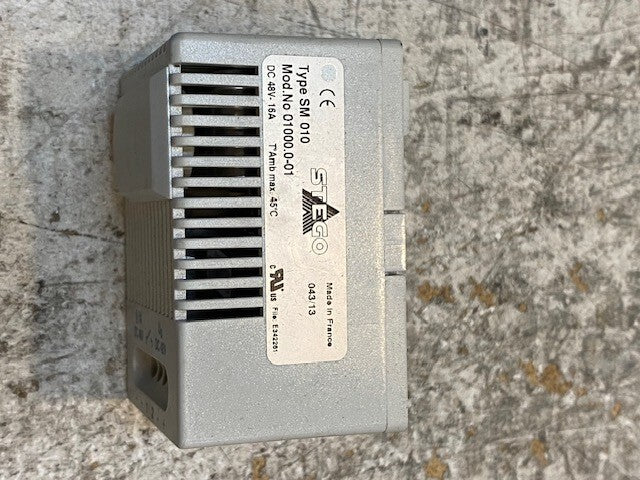 CE
Type SM 010
Mod.No 01000.0-01
DC 48V- 16A T°Amb max. 45°C
STEGO
c UL us File: E342261
Made in France
043/13